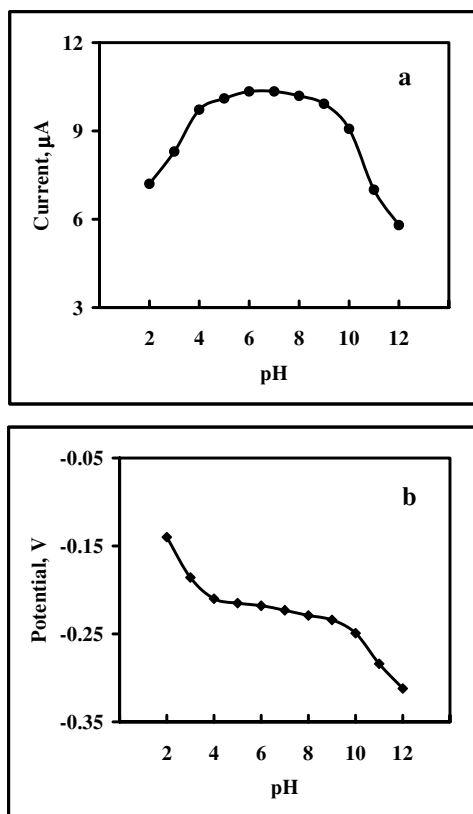 12
a
9
Current, µA
6
3
2 4 6 8 10 12
pH
-0.05
b
-0.15
Potential, V
-0.25
-0.35
2 4 6 8 10 12
pH